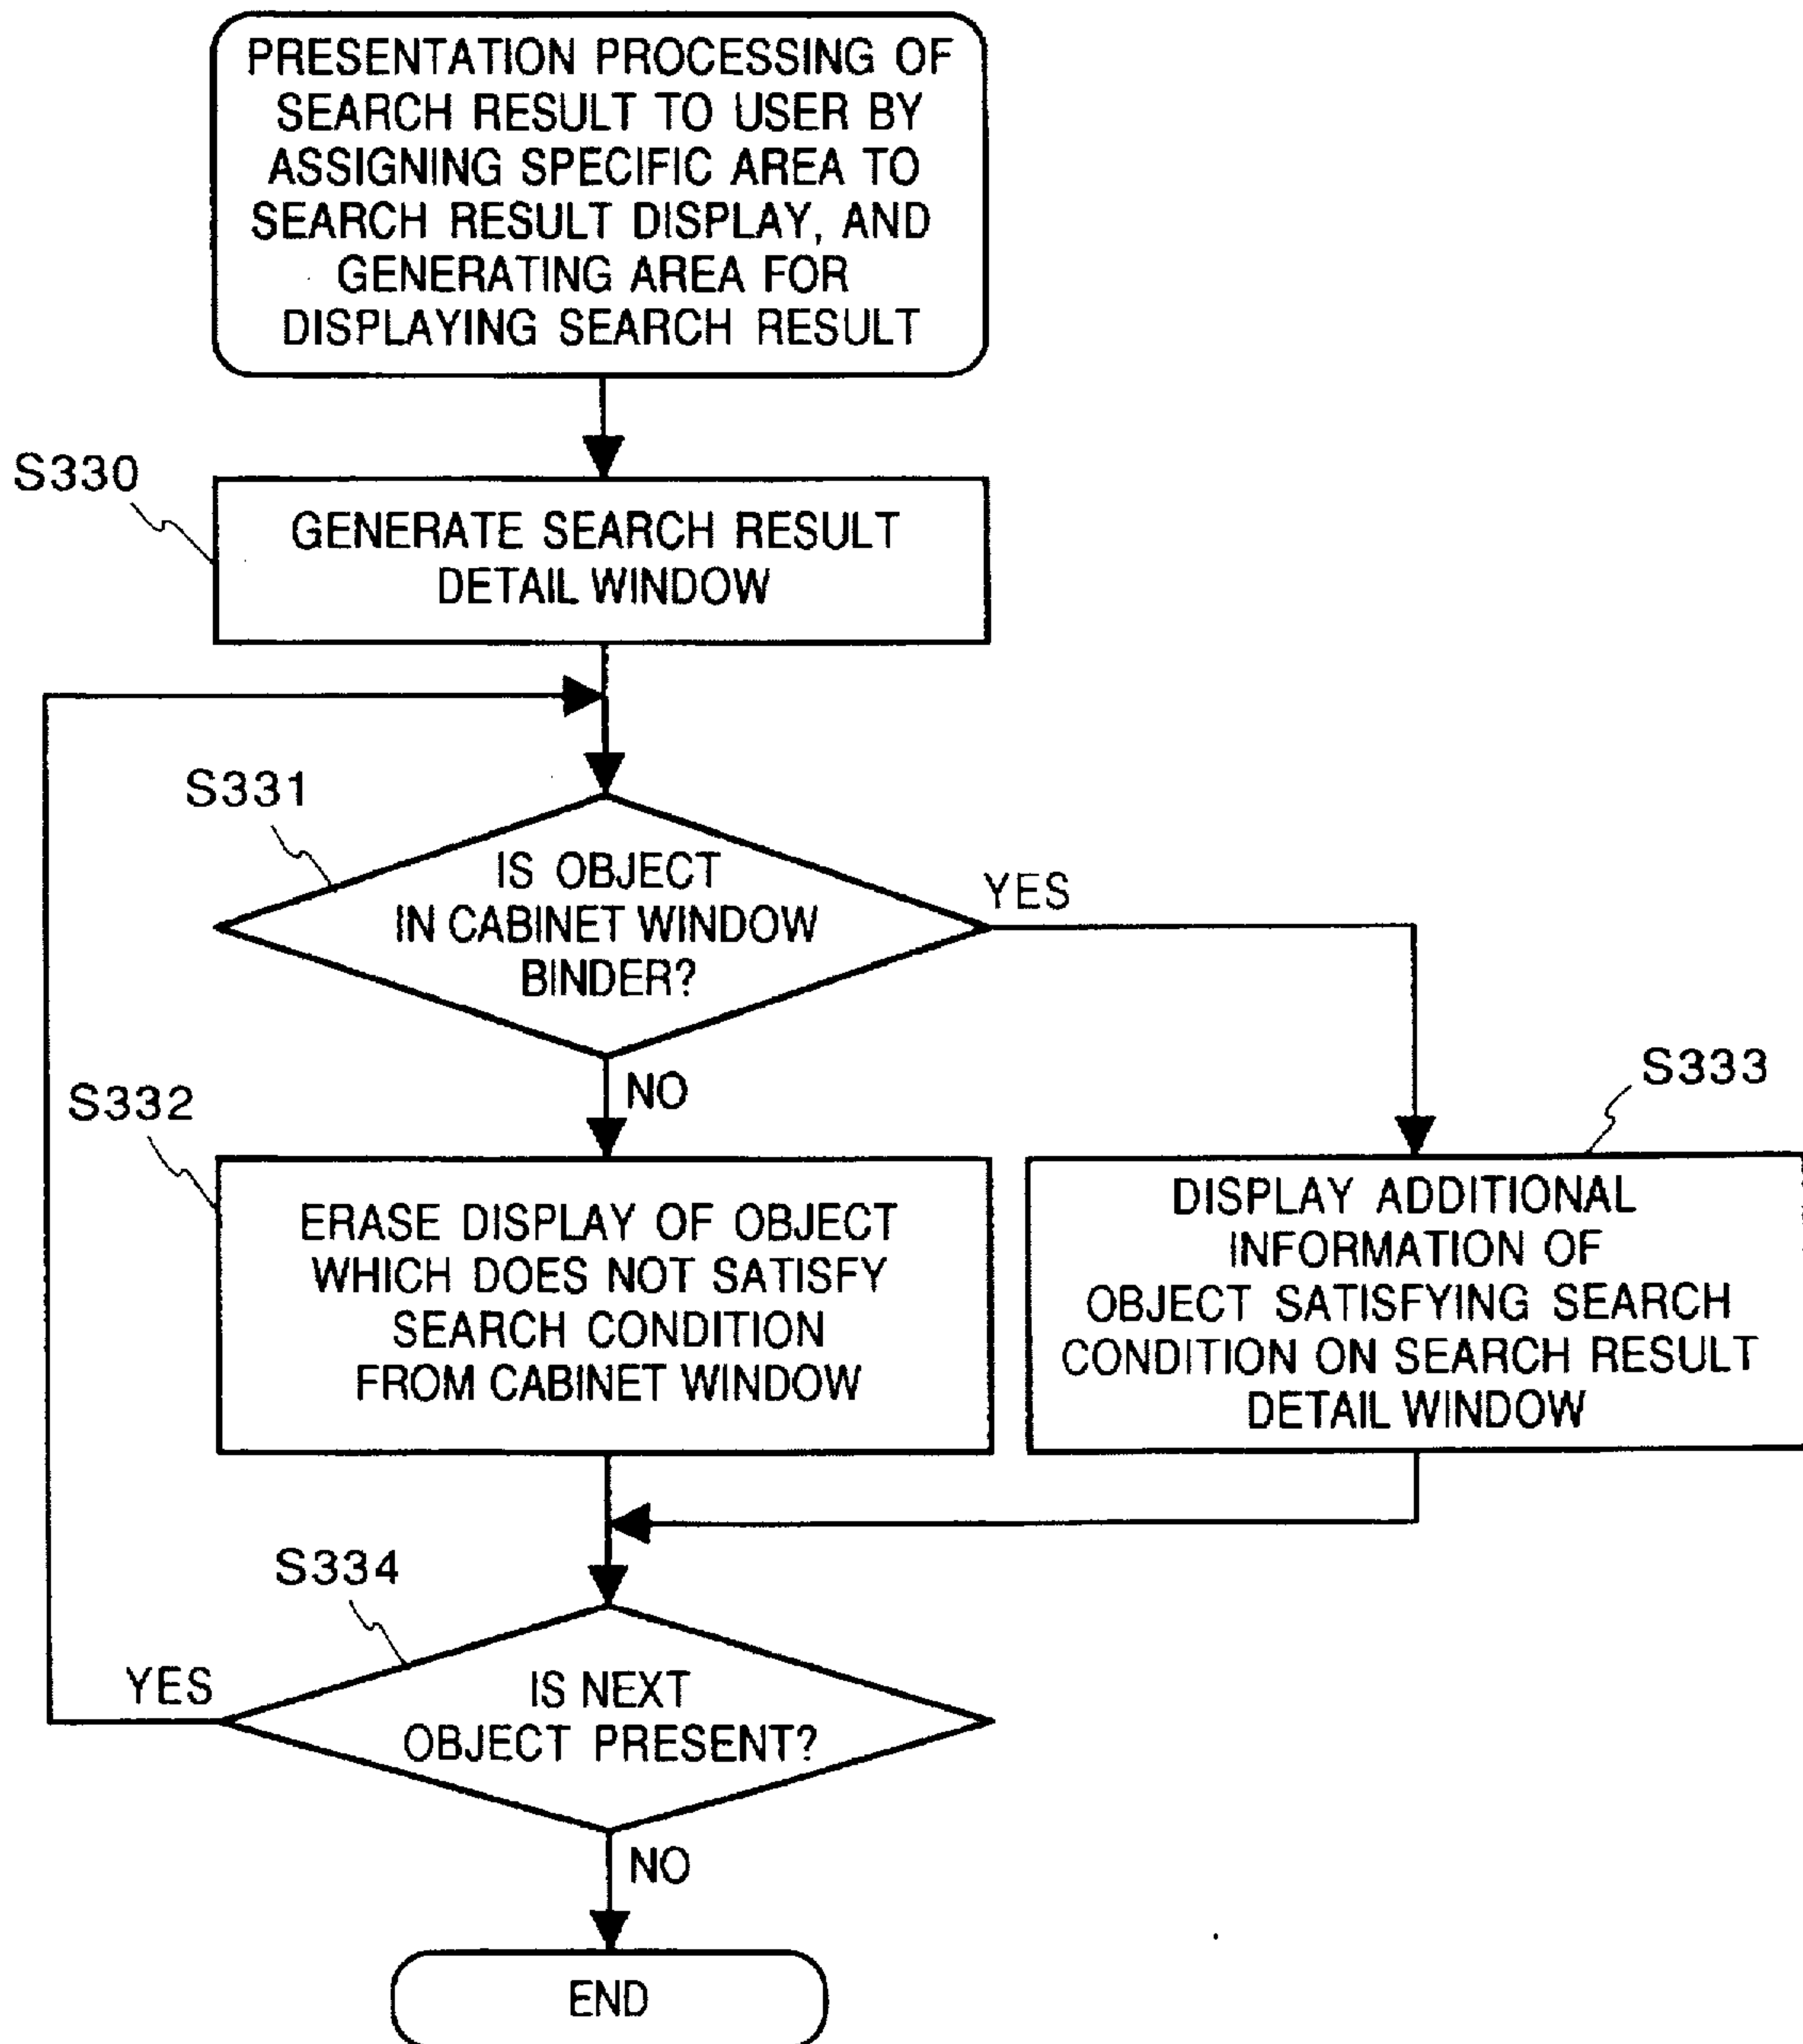 PRESENTATION PROCESSING OF
SEARCH RESULT TO USER BY
ASSIGNING SPECIFIC AREA TO
SEARCH RESULT DISPLAY, AND
GENERATING AREA FOR
DISPLAYING SEARCH RESULT
S330
GENERATE SEARCH RESULT
DETAIL WINDOW
S331
IS OBJECT
IN CABINET WINDOW
BINDER?
YES
NO
S332
ERASE DISPLAY OF OBJECT
WHICH DOES NOT SATISFY
SEARCH CONDITION
FROM CABINET WINDOW
S333
DISPLAY ADDITIONAL
INFORMATION OF
OBJECT SATISFYING SEARCH
CONDITION ON SEARCH RESULT
DETAIL WINDOW
S334
IS NEXT
OBJECT PRESENT?
YES
NO
END